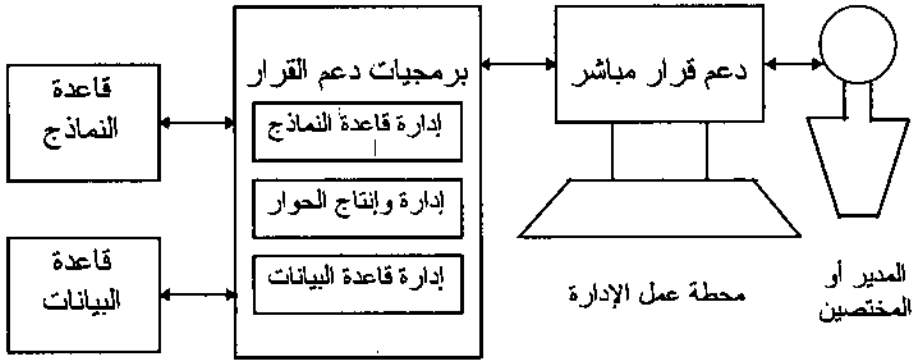 المدير أو
المختصين
دعم قرار مباشر
محطة عمل الإدارة
برمجيات دعم القرار
إدارة قاعدة النماذج
إدارة وإنتاج الحوار
إدارة قاعدة البيانات
قاعدة
النماذج
قاعدة
البيانات